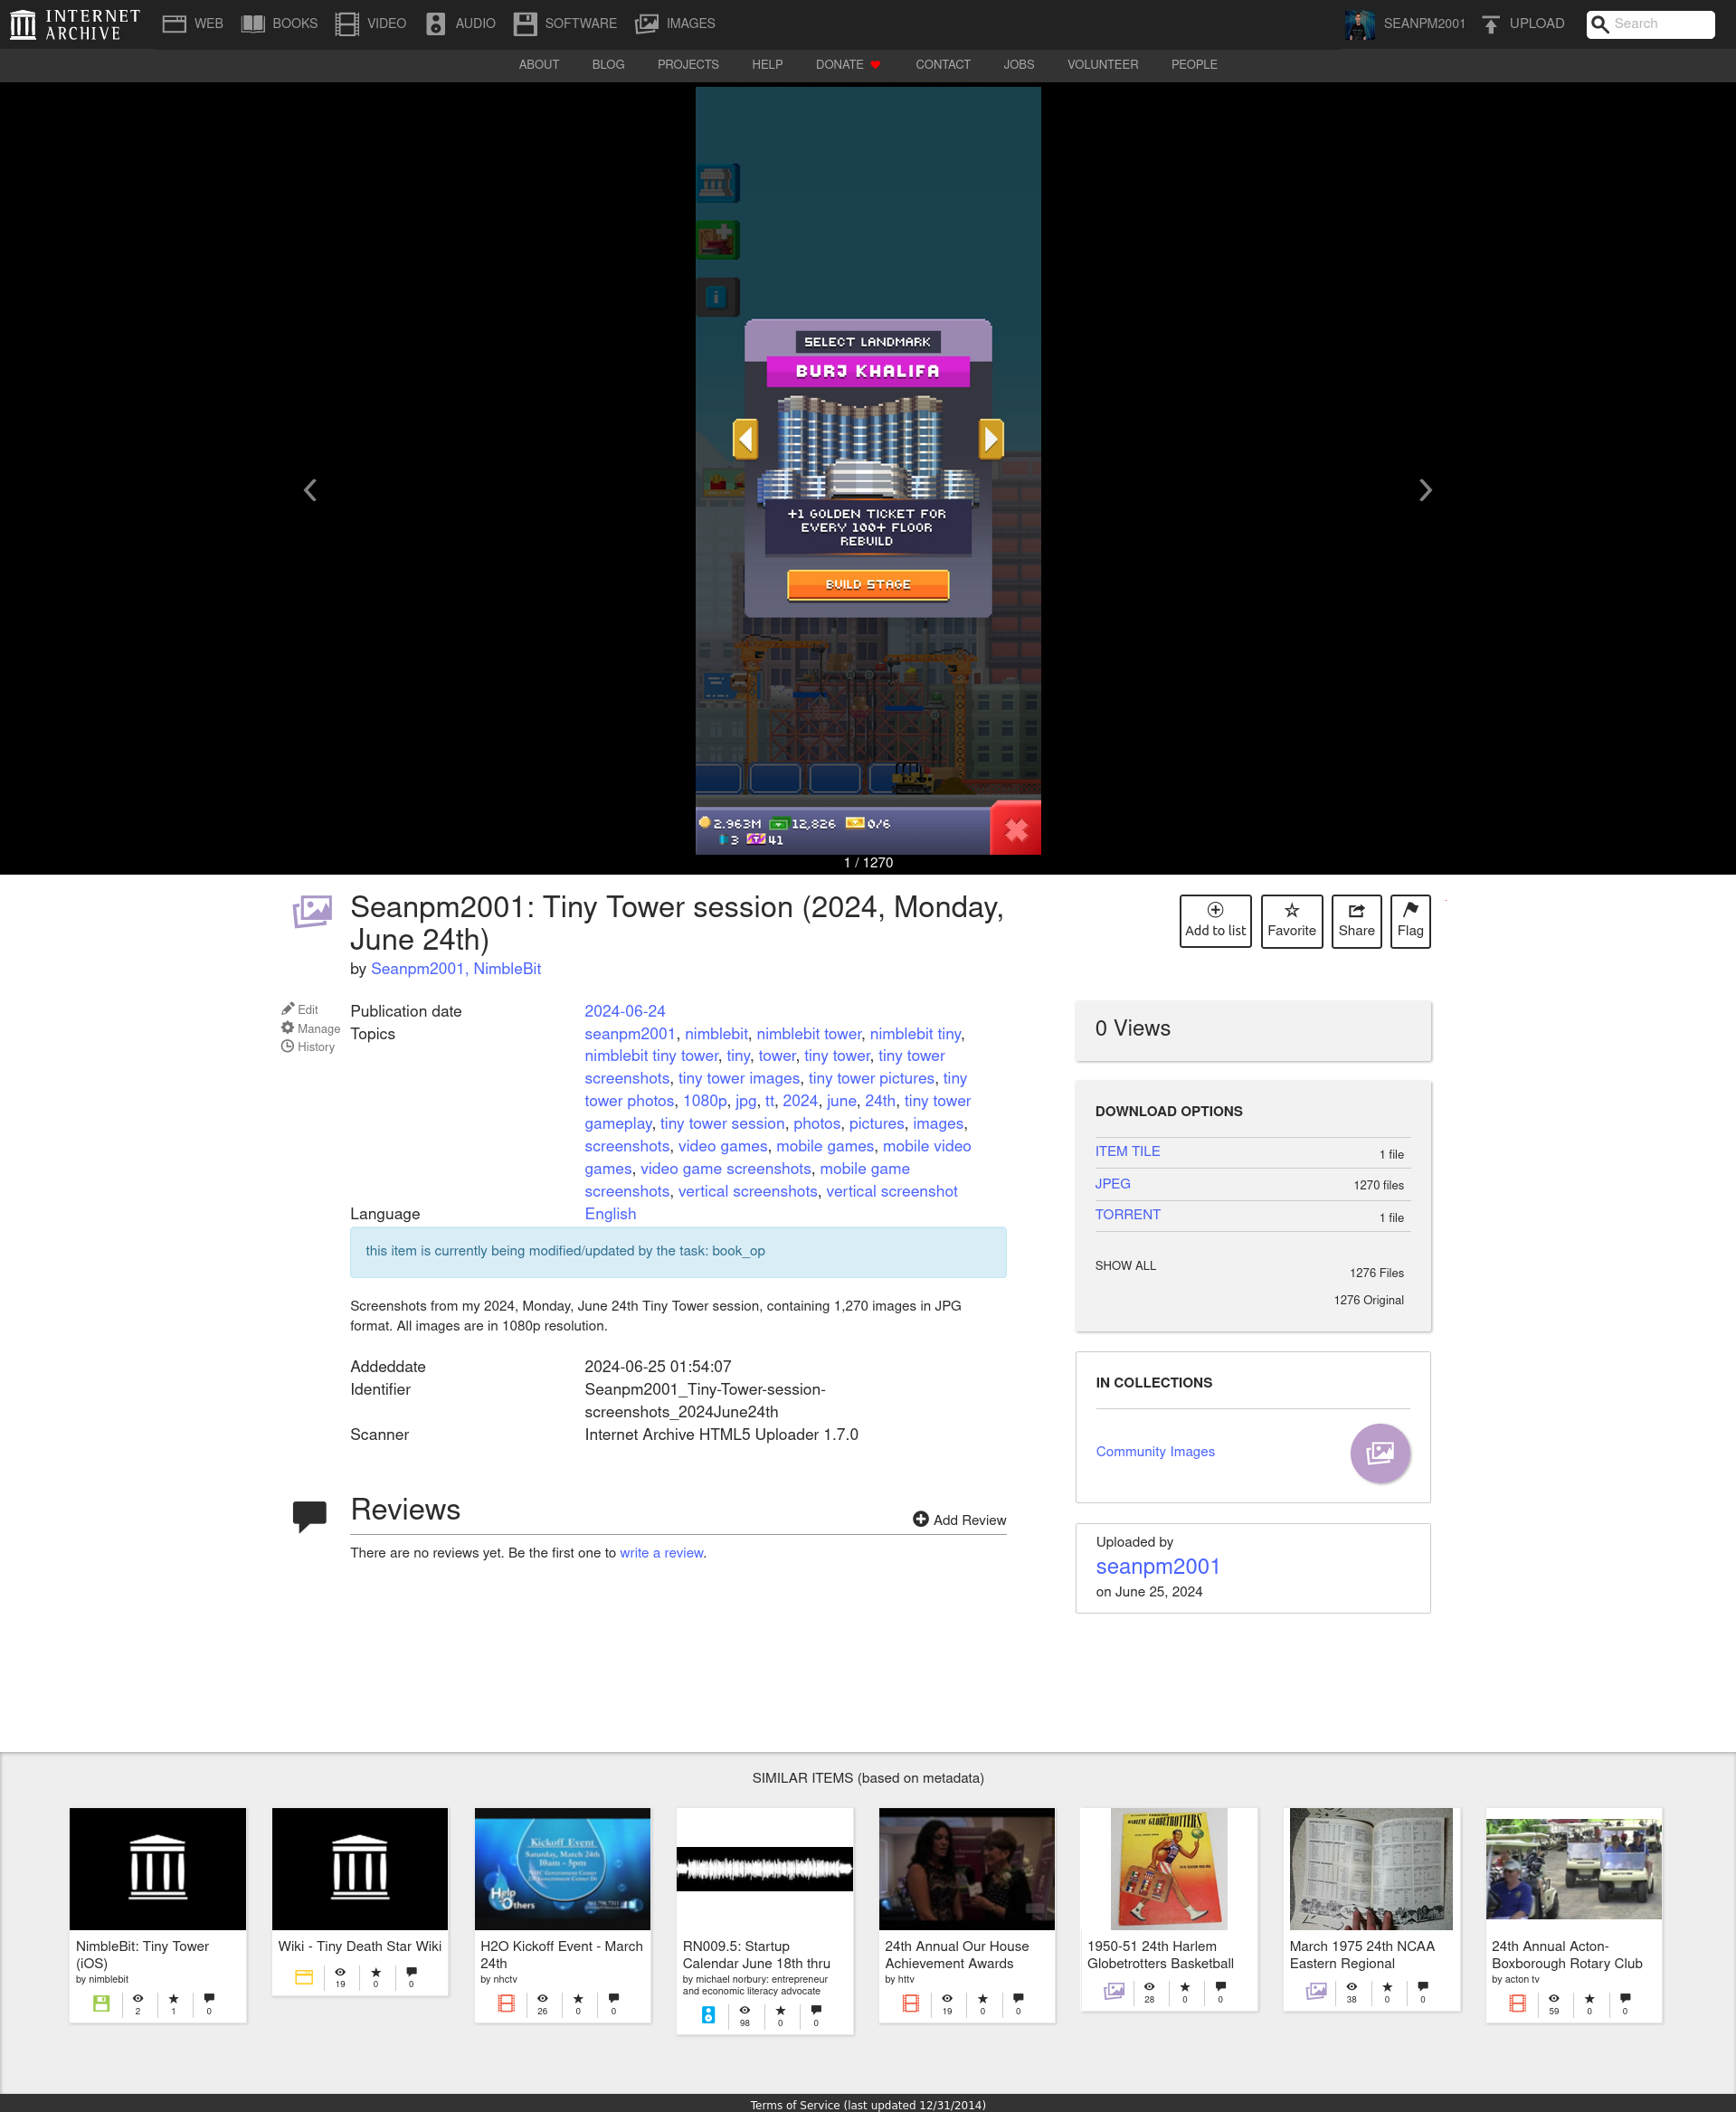 INTERNET ARCHIVE
WEB BOOKS VIDEO AUDIO SOFTWARE IMAGES SEANPM2001 UPLOAD Search
ABOUT BLOG PROJECTS HELP DONATE CONTACT JOBS VOLUNTEER PEOPLE
SELECT LANDMARK
BURJ KHALIFA
+1 GOLDEN TICKET FOR
EVERY 100+ FLOOR
REBUILD
BUILD STAGE
2.963M 12,826 0/6
3 41
1 / 1270
Seanpm2001: Tiny Tower session (2024, Monday,
June 24th)
by Seanpm2001, NimbleBit
Add to list Favorite Share Flag
Edit
Manage
History
Publication date 2024-06-24
Topics seanpm2001, nimblebit, nimblebit tower, nimblebit tiny,
nimblebit tiny tower, tiny, tower, tiny tower, tiny tower
screenshots, tiny tower images, tiny tower pictures, tiny
tower photos, 1080p, jpg, tt, 2024, june, 24th, tiny tower
gameplay, tiny tower session, photos, pictures, images,
screenshots, video games, mobile games, mobile video
games, video game screenshots, mobile game
screenshots, vertical screenshots, vertical screenshot
Language English
this item is currently being modified/updated by the task: book_op
Screenshots from my 2024, Monday, June 24th Tiny Tower session, containing 1,270 images in JPG
format. All images are in 1080p resolution.
Addeddate 2024-06-25 01:54:07
Identifier Seanpm2001_Tiny-Tower-session-
screenshots_2024June24th
Scanner Internet Archive HTML5 Uploader 1.7.0
Reviews
Add Review
There are no reviews yet. Be the first one to write a review.
0 Views
DOWNLOAD OPTIONS
ITEM TILE 1 file
JPEG 1270 files
TORRENT 1 file
SHOW ALL 1276 Files
1276 Original
IN COLLECTIONS
Community Images
Uploaded by
seanpm2001
on June 25, 2024
SIMILAR ITEMS (based on metadata)
Kickoff Event
Saturday, March 24th
10am - 5pm
Help
Others
NimbleBit: Tiny Tower
(iOS)
by nimblebit
2 1 0
Wiki - Tiny Death Star Wiki
19 0 0
H2O Kickoff Event - March
24th
by nhctv
26 0 0
RN009.5: Startup
Calendar June 18th thru
by michael norbury: entrepreneur
and economic literacy advocate
98 0 0
24th Annual Our House
Achievement Awards
by httv
19 0 0
HARLEM GLOBETROTTERS
1950-51 24th Harlem
Globetrotters Basketball
28 0 0
March 1975 24th NCAA
Eastern Regional
38 0 0
24th Annual Acton-
Boxborough Rotary Club
by acton tv
59 0 0
Terms of Service (last updated 12/31/2014)